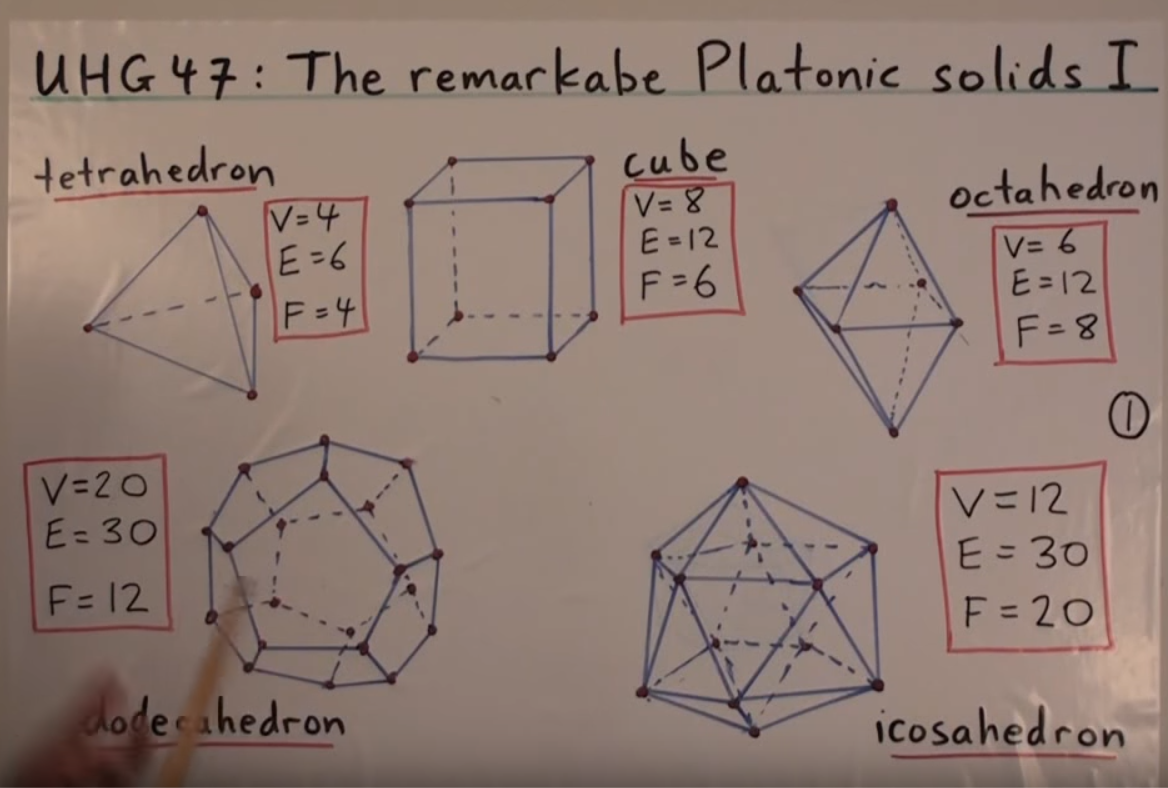 UHG47: The remarkabe Platonic solids I
tetrahedron
V=4
E=6
F=4
cube
V=8
E=12
F=6
octahedron
V=6
E=12
F=8
1
V=20
E=30
F=12
dodecahedron
V=12
E=30
F=20
icosahedron